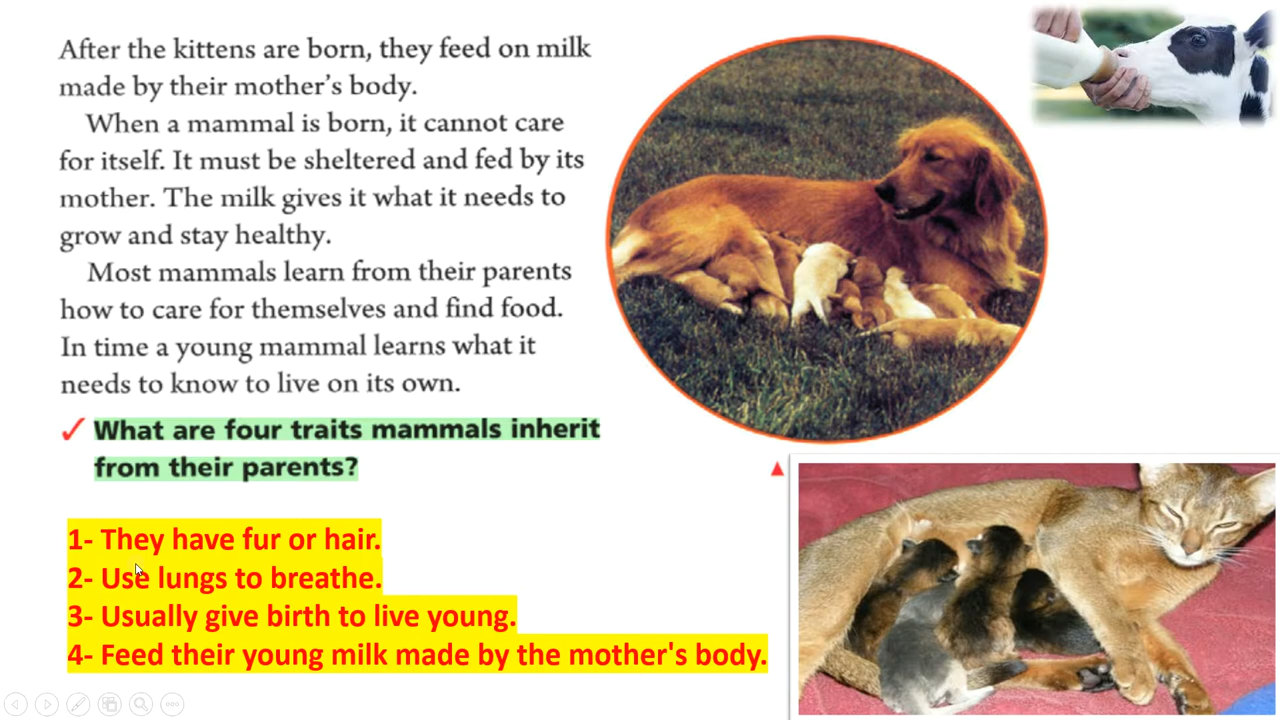 After the kittens are born, they feed on milk
made by their mother's body.
When a mammal is born, it cannot care
for itself. It must be sheltered and fed by its
mother. The milk gives it what it needs to
grow and stay healthy.
Most mammals learn from their parents
how to care for themselves and find food.
In time a young mammal learns what it
needs to know to live on its own.
✓ What are four traits mammals inherit
from their parents?
1- They have fur or hair.
2- Use lungs to breathe.
3- Usually give birth to live young.
4- Feed their young milk made by the mother's body.